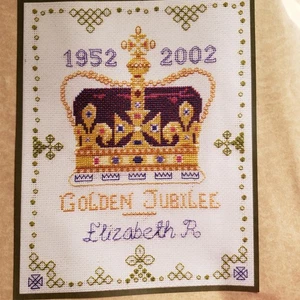 1952 2002
GOLDEN JUBILEE
Elizabeth R